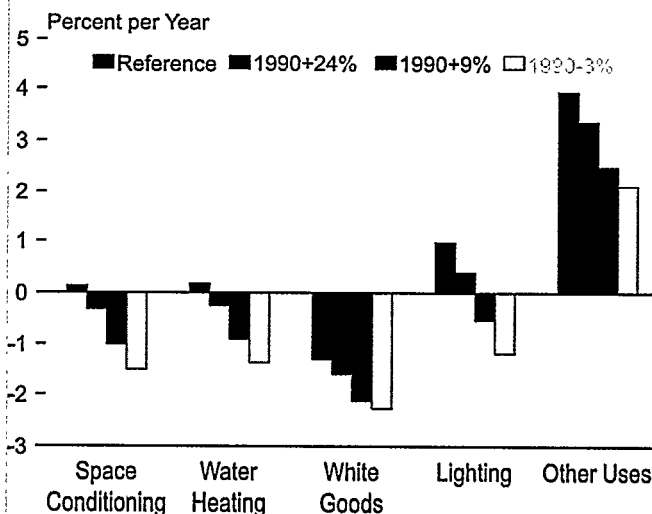 Percent per Year
5
Reference 1990+24% 1990+9% 1990-3%
4
3
2
1
0
-1
-2
-3
Space Conditioning
Water Heating
White Goods
Lighting
Other Uses